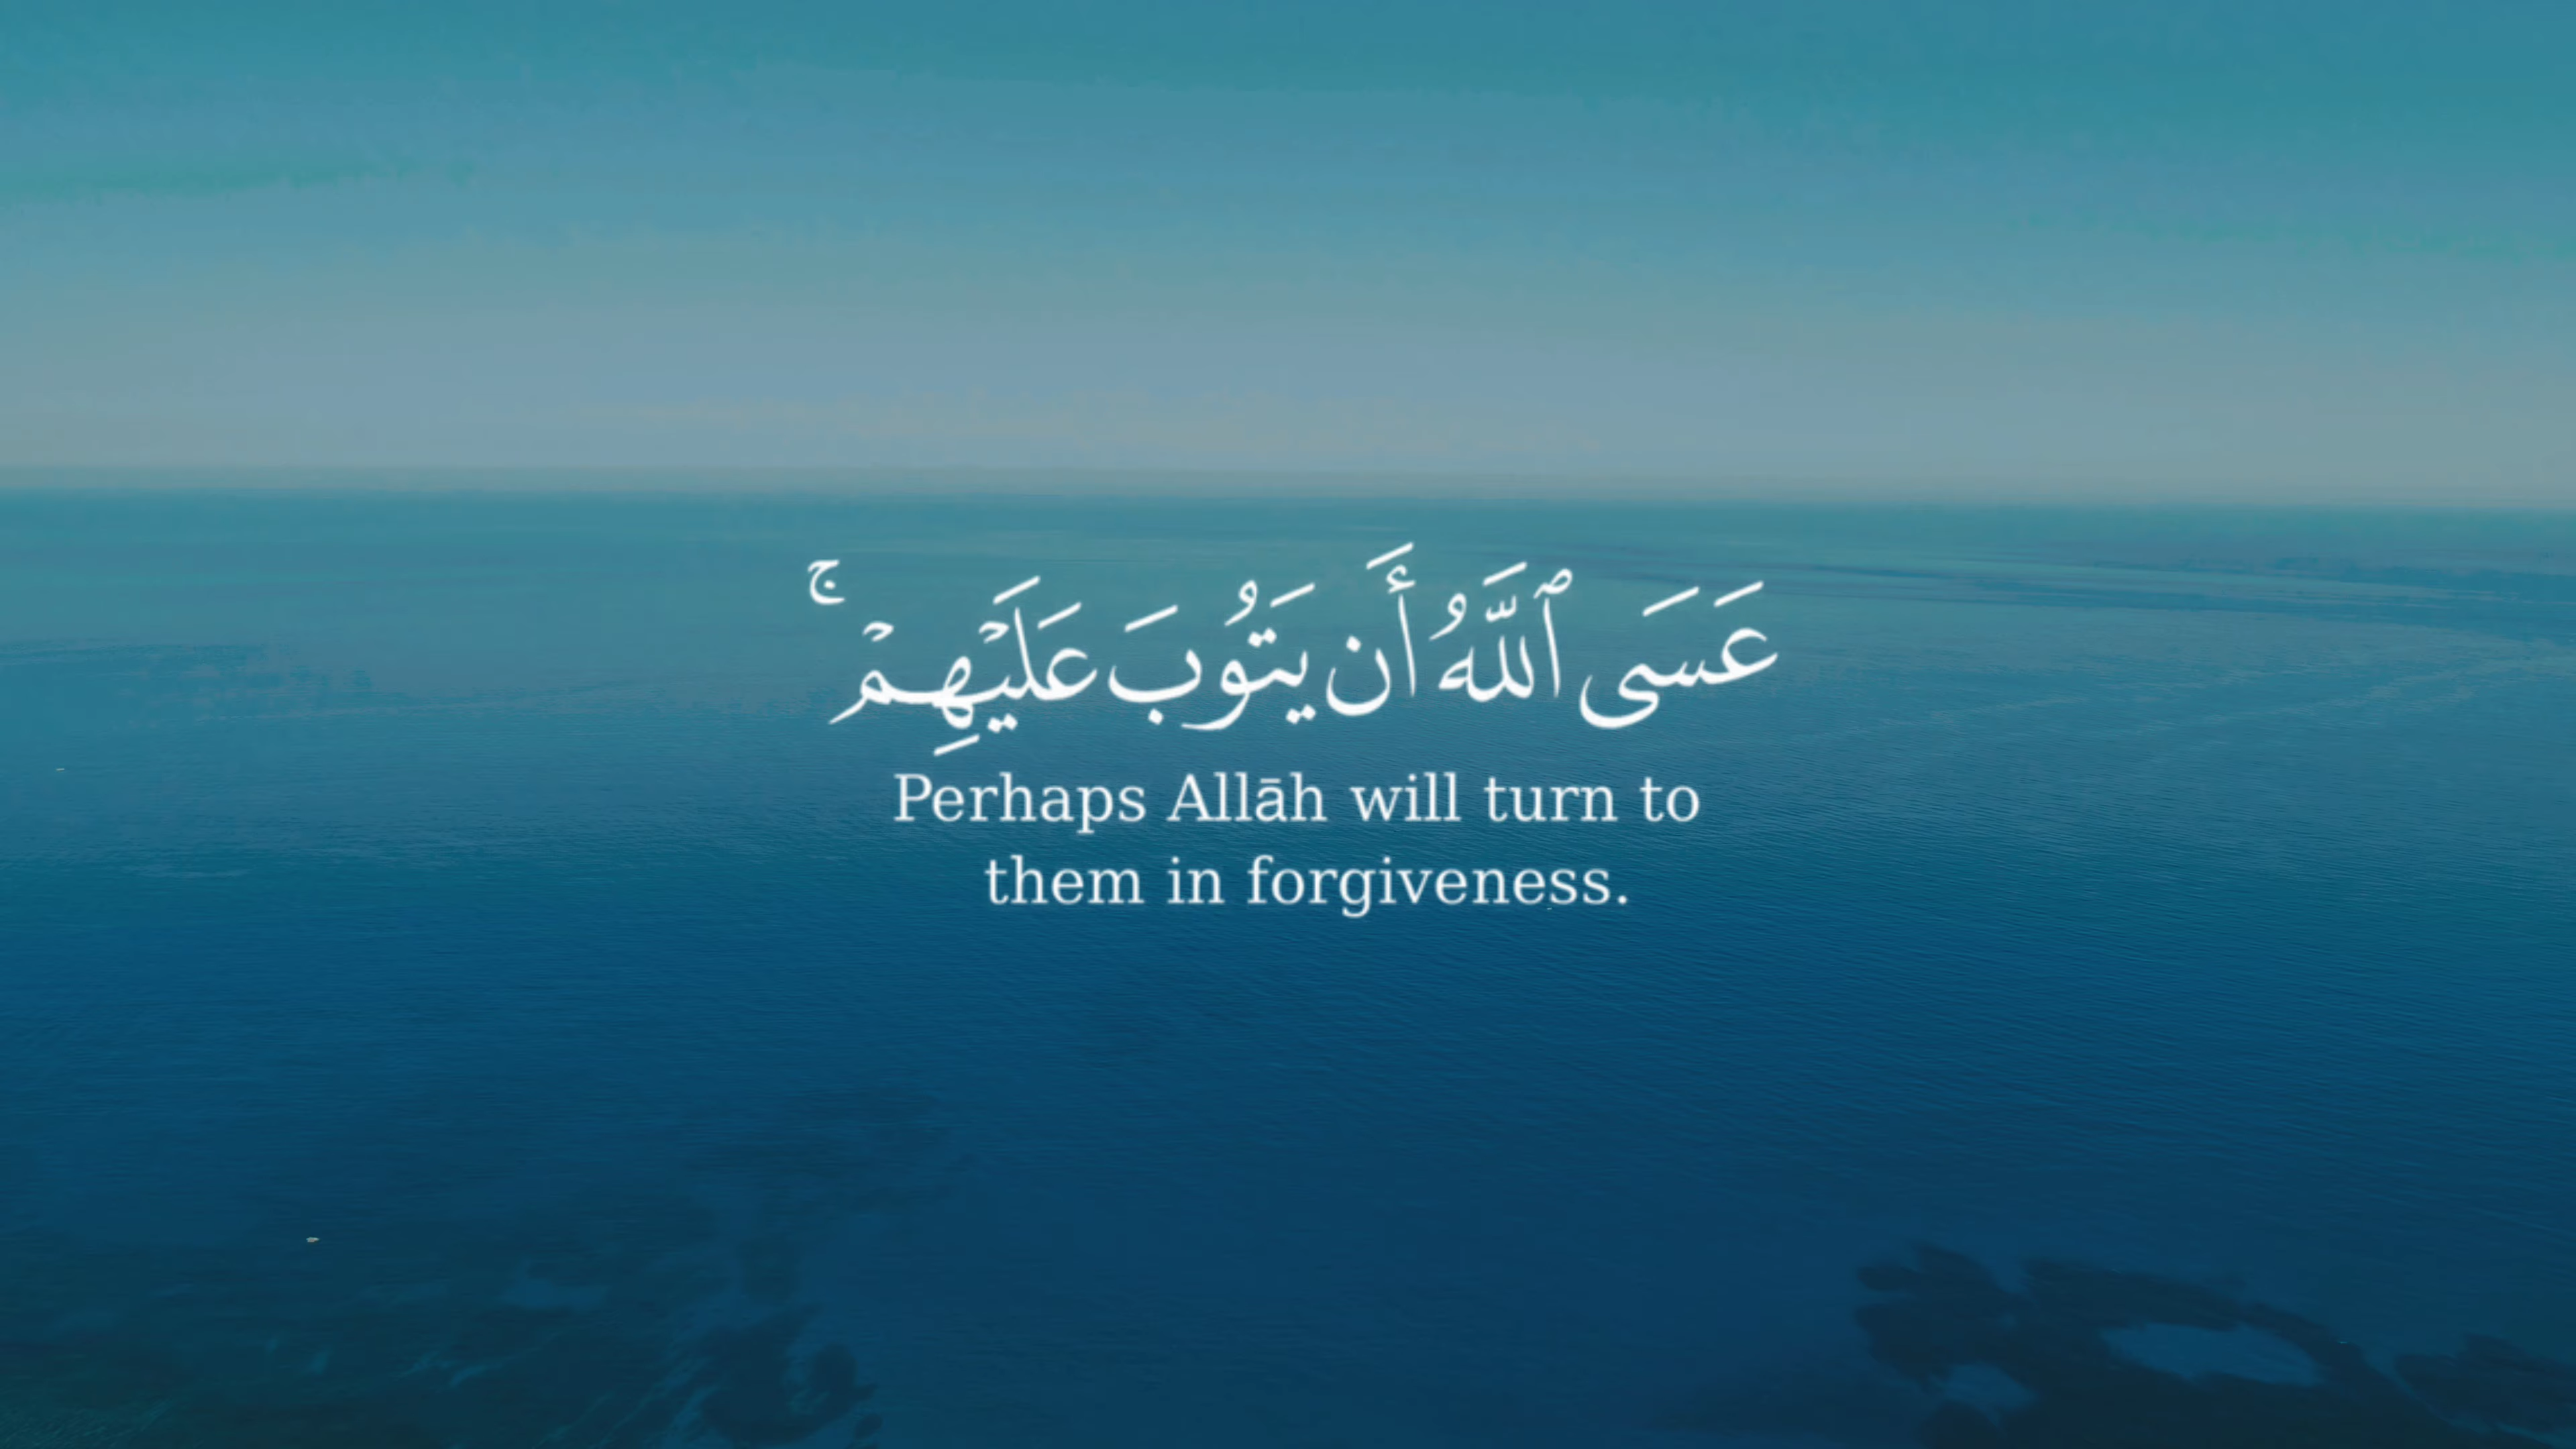 عَسَى ٱللَّهُ أَن يَتُوبَ عَلَيۡهِمۡۚ
Perhaps Allāh will turn to
them in forgiveness.